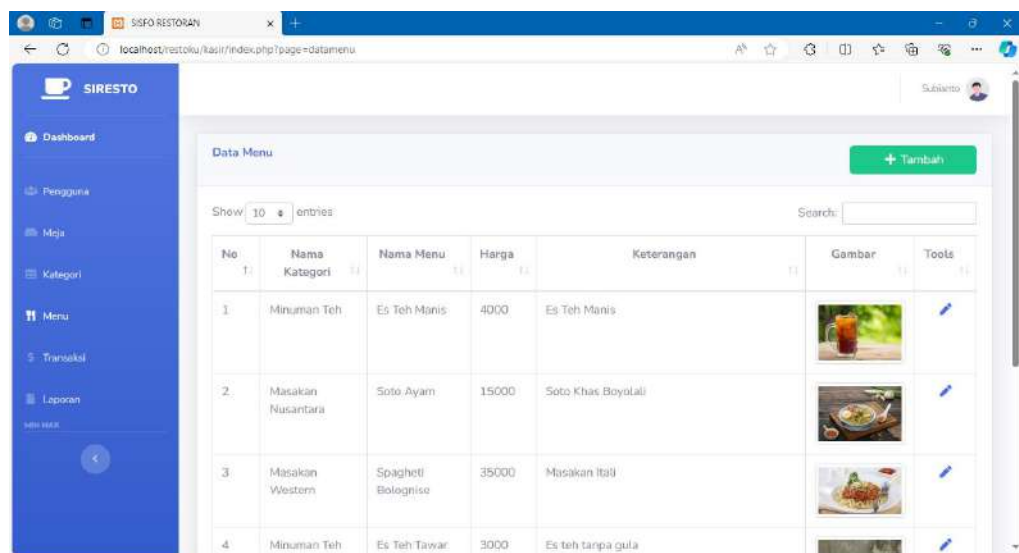 SISFO RESTORAN
localhost/restoku/kasir/index.php?page=datamenu
SIRESTO
Subianto
Dashboard
Pengguna
Meja
Kategori
Menu
Transaksi
Laporan
Data Menu
+ Tambah
Show 10 entries
Search:
No Nama Kategori Nama Menu Harga Keterangan Gambar Tools
1 Minuman Teh Es Teh Manis 4000 Es Teh Manis
2 Masakan Nusantara Soto Ayam 15000 Soto Khas Boyolali
3 Masakan Western Spagheti Bolognise 35000 Masakan Itali
4 Minuman Teh Es Teh Tawar 3000 Es teh tanpa gula